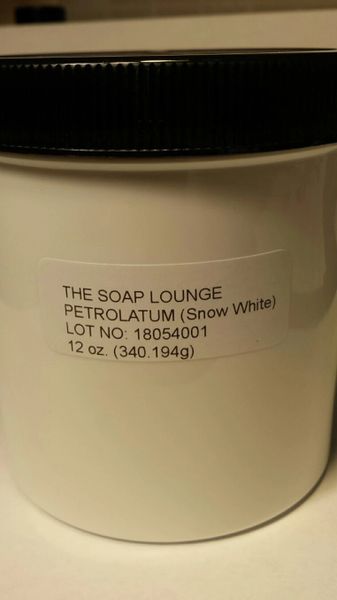 THE SOAP LOUNGE
PETROLATUM (Snow White)
LOT NO: 18054001
12 oz. (340.194g)